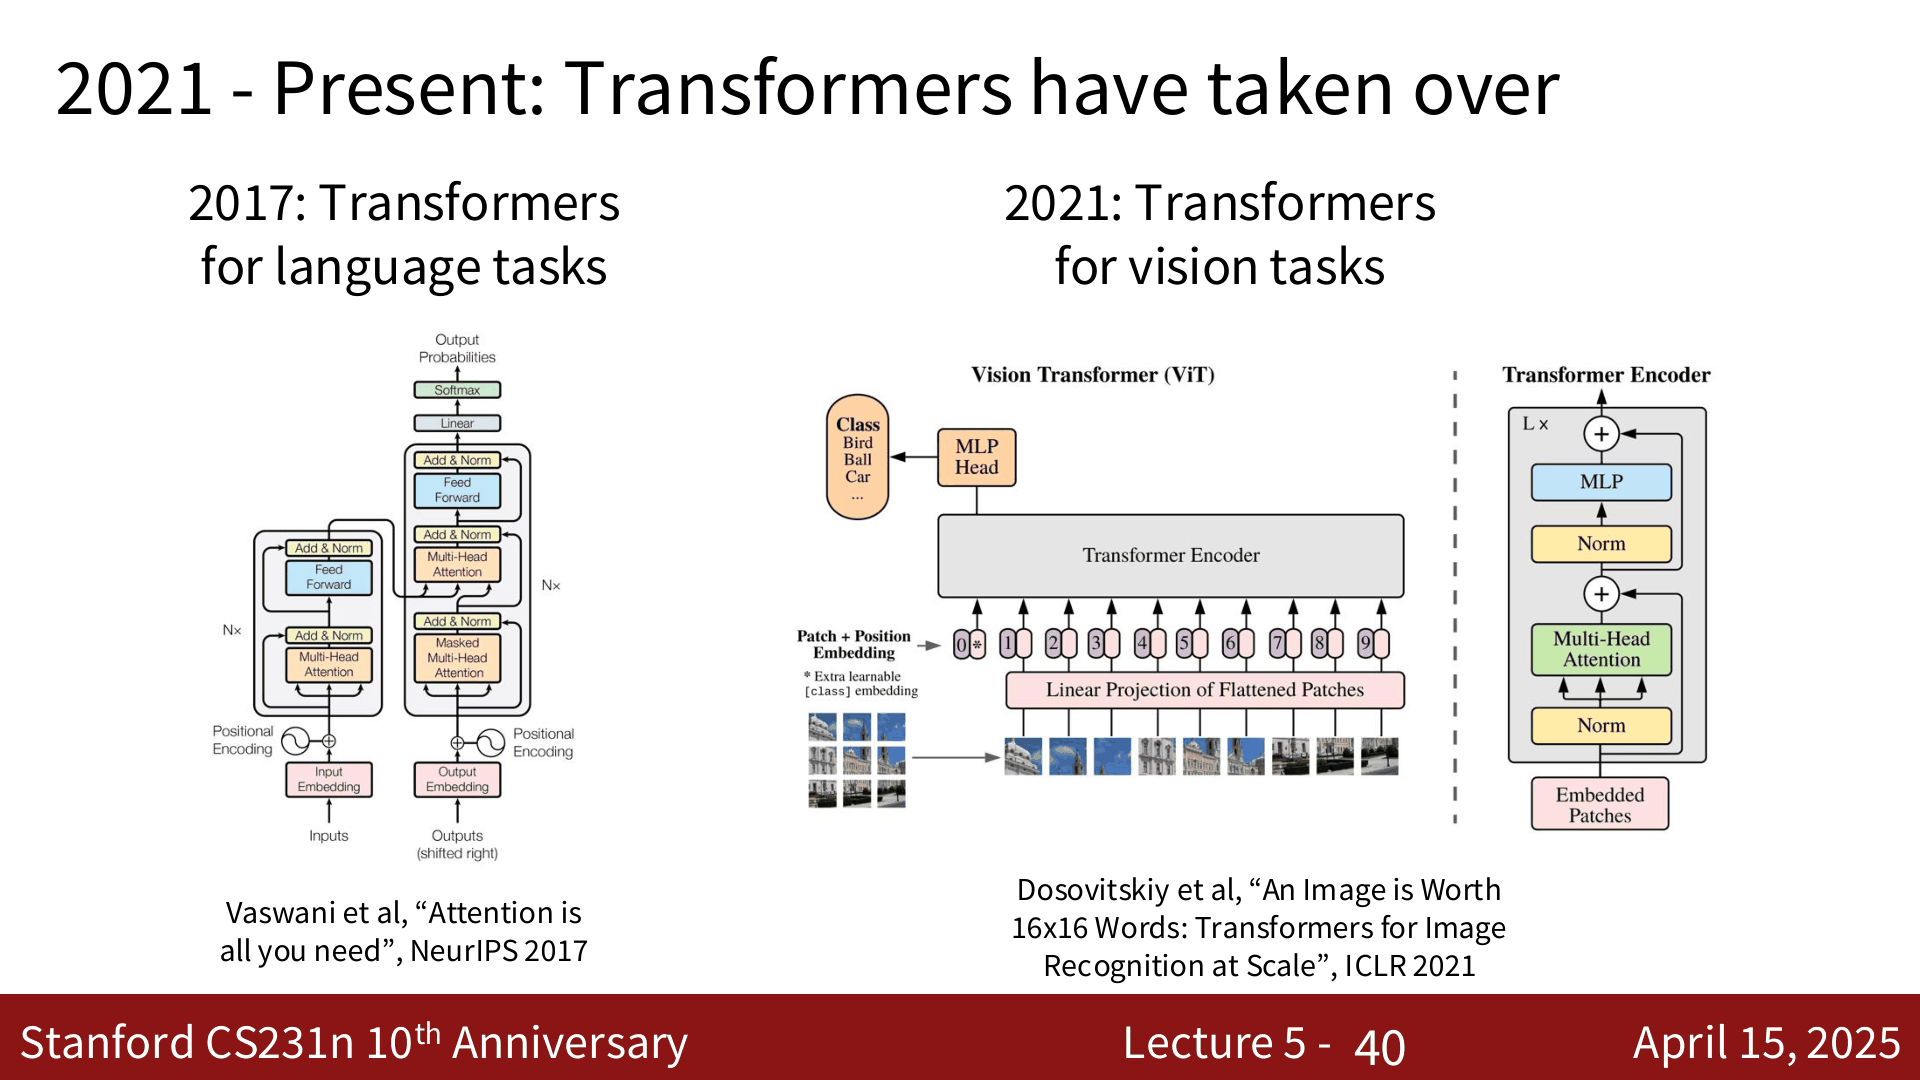 2021 - Present: Transformers have taken over
2017: Transformers
for language tasks
Output
Probabilities
Softmax
Linear
Add & Norm
Feed
Forward
Add & Norm
Multi-Head
Attention
Nx
Add & Norm
Masked
Multi-Head
Attention
Add & Norm
Feed
Forward
Nx
Add & Norm
Multi-Head
Attention
Positional
Encoding
Positional
Encoding
Input
Embedding
Output
Embedding
Inputs
Outputs
(shifted right)
Vaswani et al, “Attention is
all you need”, NeurIPS 2017
2021: Transformers
for vision tasks
Vision Transformer (ViT)
Class
Bird
Ball
Car
...
MLP
Head
Transformer Encoder
Patch + Position
Embedding
* Extra learnable
[class] embedding
0 * 1 2 3 4 5 6 7 8 9
Linear Projection of Flattened Patches
Transformer Encoder
L x
+
MLP
Norm
+
Multi-Head
Attention
Norm
Embedded
Patches
Dosovitskiy et al, “An Image is Worth
16x16 Words: Transformers for Image
Recognition at Scale”, ICLR 2021
Stanford CS231n 10th Anniversary
Lecture 5 - 40
April 15, 2025